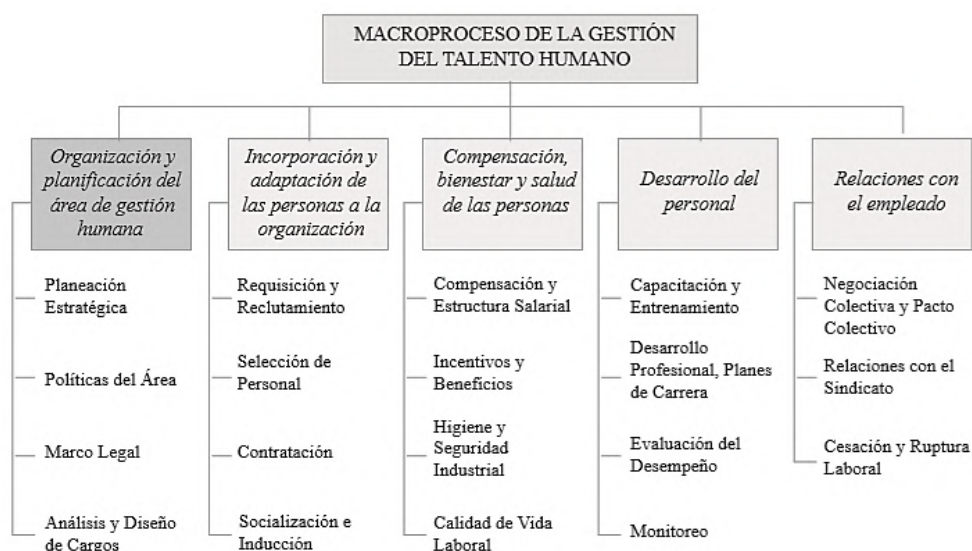 MACROPROCESO DE LA GESTIÓN
DEL TALENTO HUMANO
Organización y
planificación del
área de gestión
humana
Planeación
Estratégica
Políticas del Área
Marco Legal
Análisis y Diseño
de Cargos
Incorporación y
adaptación de
las personas a la
organización
Requisición y
Reclutamiento
Selección de
Personal
Contratación
Socialización e
Inducción
Compensación,
bienestar y salud
de las personas
Compensación y
Estructura Salarial
Incentivos y
Beneficios
Higiene y
Seguridad
Industrial
Calidad de Vida
Laboral
Desarrollo del
personal
Capacitación y
Entrenamiento
Desarrollo
Profesional, Planes
de Carrera
Evaluación del
Desempeño
Monitoreo
Relaciones con
el empleado
Negociación
Colectiva y Pacto
Colectivo
Relaciones con el
Sindicato
Cesación y Ruptura
Laboral